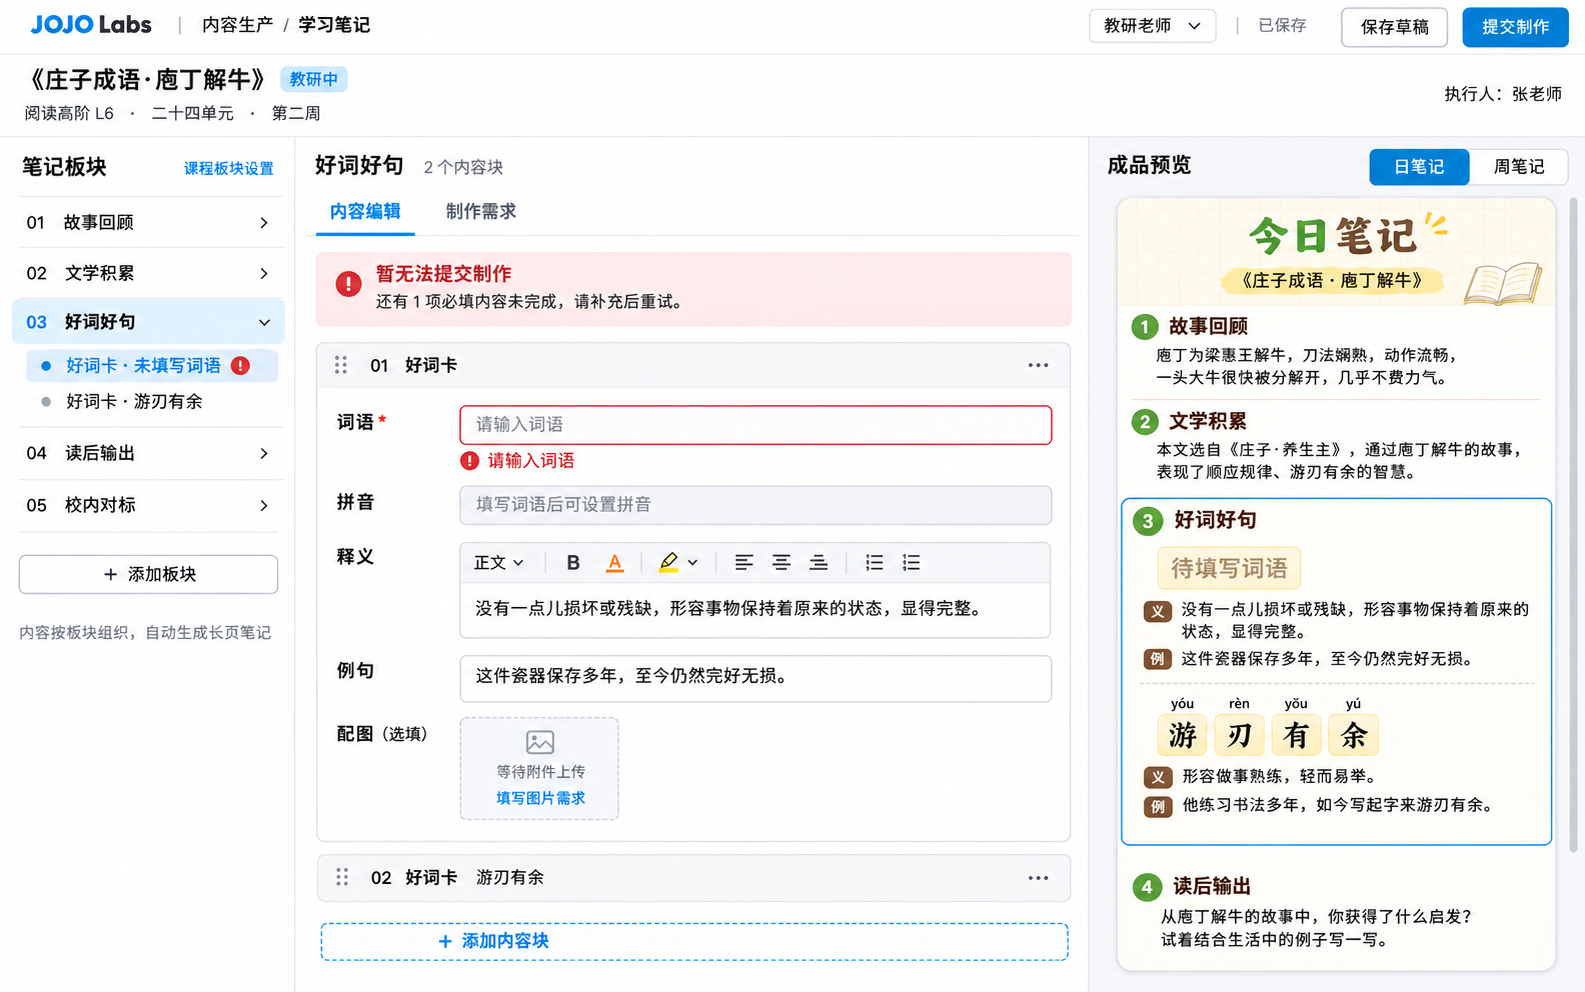 JOJO Labs | 内容生产 / 学习笔记
教研老师 | 已保存 保存草稿 提交制作
《庄子成语·庖丁解牛》 教研中
阅读高阶 L6 · 二十四单元 · 第二周
执行人：张老师
笔记板块 课程板块设置
01 故事回顾
02 文学积累
03 好词好句
好词卡·未填写词语
好词卡·游刃有余
04 读后输出
05 校内对标
+ 添加板块
内容按板块组织，自动生成长页笔记
好词好句 2 个内容块
内容编辑 制作需求
暂无法提交制作
还有 1 项必填内容未完成，请补充后重试。
01 好词卡
词语* 请输入词语
请输入词语
拼音 填写词语后可设置拼音
释义 正文 B A
没有一点儿损坏或残缺，形容事物保持着原来的状态，显得完整。
例句 这件瓷器保存多年，至今仍然完好无损。
配图（选填）
等待附件上传
填写图片需求
02 好词卡 游刃有余
+ 添加内容块
成品预览 日笔记 周笔记
今日笔记
《庄子成语·庖丁解牛》
1 故事回顾
庖丁为梁惠王解牛，刀法娴熟，动作流畅，
一头大牛很快被分解开，几乎不费力气。
2 文学积累
本文选自《庄子·养生主》，通过庖丁解牛的故事，
表现了顺应规律、游刃有余的智慧。
3 好词好句
待填写词语
义 没有一点儿损坏或残缺，形容事物保持着原来的
状态，显得完整。
例 这件瓷器保存多年，至今仍然完好无损。
yóu rèn yǒu yú
游 刃 有 余
义 形容做事熟练，轻而易举。
例 他练习书法多年，如今写起字来游刃有余。
4 读后输出
从庖丁解牛的故事中，你获得了什么启发？
试着结合生活中的例子写一写。